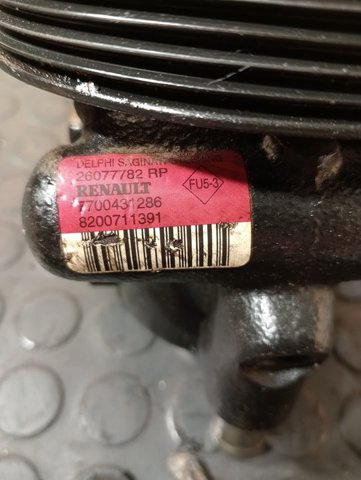 DELPHI SAGINAW
26077782 RP
RENAULT
FU5-3
7700431286
8200711391